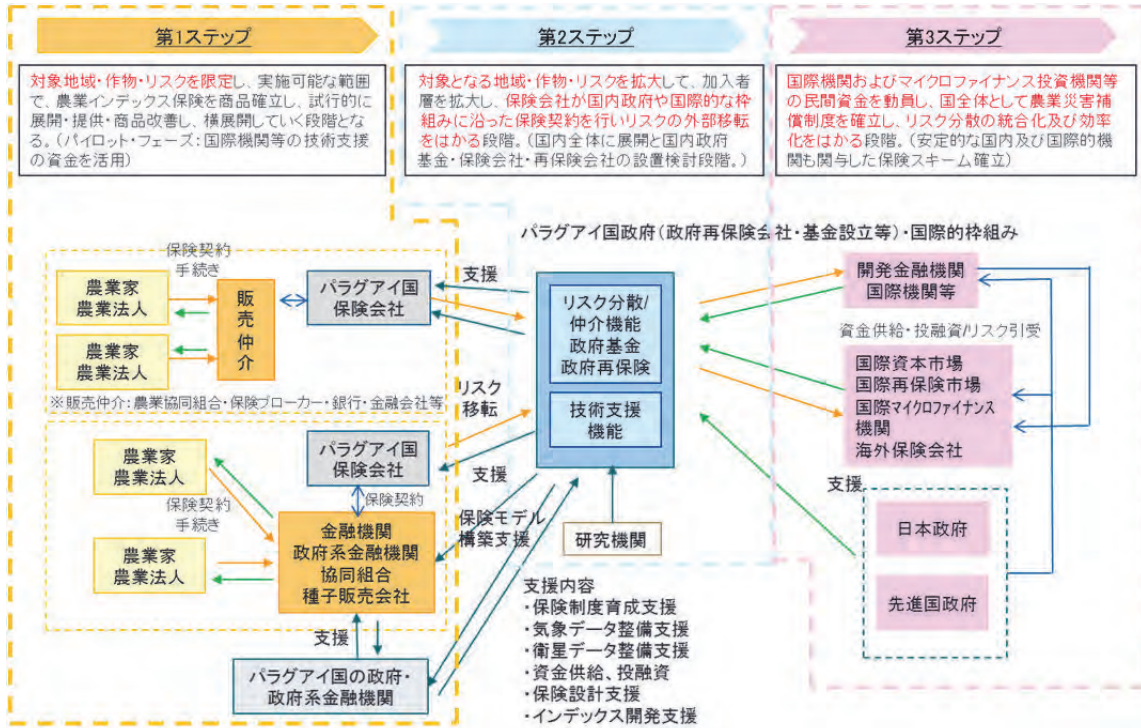 第1ステップ
第2ステップ
第3ステップ
対象地域・作物・リスクを限定し、実施可能な範囲
で、農業インデックス保険を商品確立し、試行的に
展開・提供・商品改善し、横展開していく段階とな
る。(パイロット・フェーズ:国際機関等の技術支援
の資金を活用)
対象となる地域・作物・リスクを拡大して、加入者
層を拡大し、保険会社が国内政府や国際的な枠
組みに沿った保険契約を行いリスクの外部移転
をはかる段階。(国内全体に展開と国内政府
基金・保険会社・再保険会社の設置検討段階。)
国際機関およびマイクロファイナンス投資機関等
の民間資金を動員し、国全体として農業災害補
償制度を確立し、リスク分散の統合化及び効率
化をはかる段階。(安定的な国内及び国際的機
関も関与した保険スキーム確立)
パラグアイ国政府(政府再保険会社・基金設立等)・国際的枠組み
保険契約
手続き
農業家
農業法人
農業家
農業法人
販
売
仲
介
パラグアイ国
保険会社
※販売仲介:農業協同組合・保険ブローカー・銀行・金融会社等
支援
リスク
移転
リスク分散/
仲介機能
政府基金
政府再保険
技術支援
機能
研究機関
開発金融機関
国際機関等
資金供給・投融資/リスク引受
国際資本市場
国際再保険市場
国際マイクロファイナンス
機関
海外保険会社
支援
日本政府
先進国政府
農業家
農業法人
保険契約
手続き
農業家
農業法人
パラグアイ国
保険会社
保険契約
金融機関
政府系金融機関
協同組合
種子販売会社
支援
保険モデル
構築支援
支援
パラグアイ国の政府・
政府系金融機関
支援内容
・保険制度育成支援
・気象データ整備支援
・衛星データ整備支援
・資金供給、投融資
・保険設計支援
・インデックス開発支援